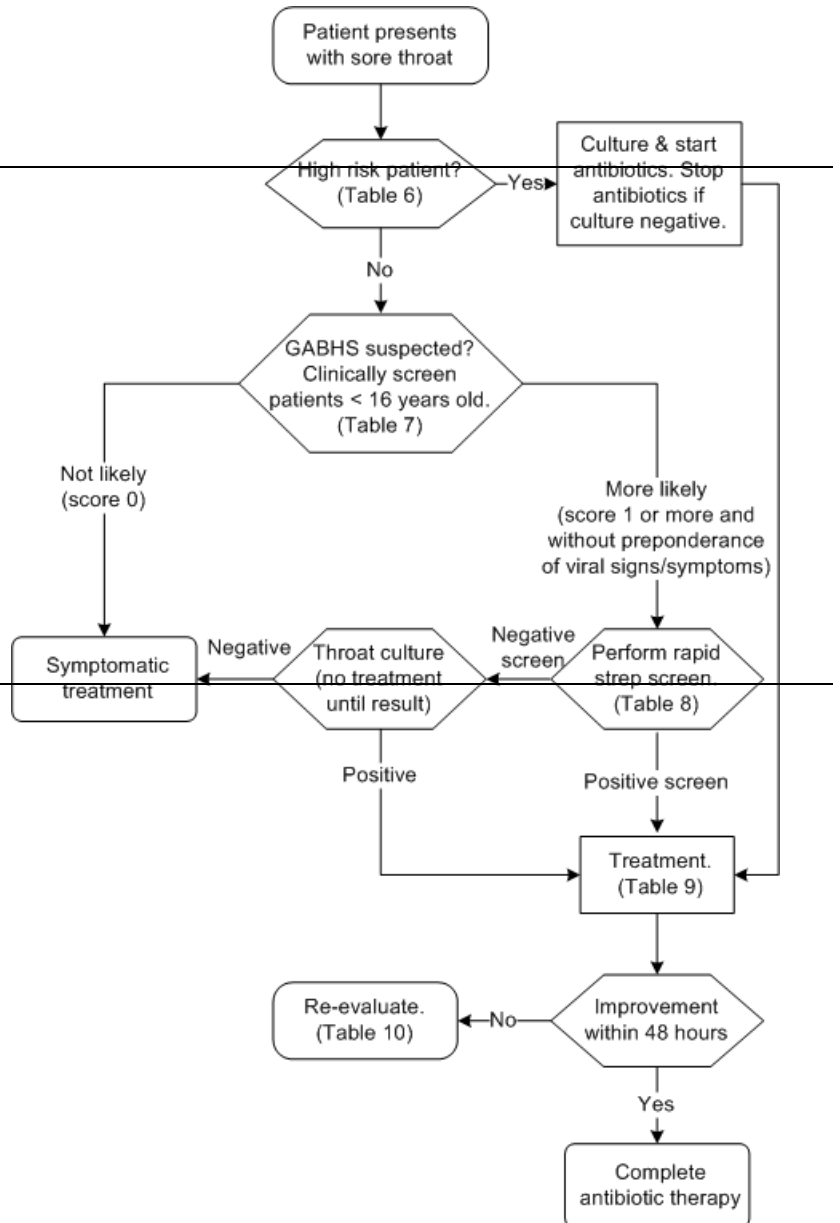 Patient presents
with sore throat
High risk patient?
(Table 6)
Yes
Culture & start
antibiotics. Stop
antibiotics if
culture negative.
No
GABHS suspected?
Clinically screen
patients < 16 years old.
(Table 7)
Not likely
(score 0)
More likely
(score 1 or more and
without preponderance
of viral signs/symptoms)
Symptomatic
treatment
Negative
Throat culture
(no treatment
until result)
Negative
screen
Perform rapid
strep screen.
(Table 8)
Positive
Positive screen
Treatment.
(Table 9)
Re-evaluate.
(Table 10)
No
Improvement
within 48 hours
Yes
Complete
antibiotic therapy